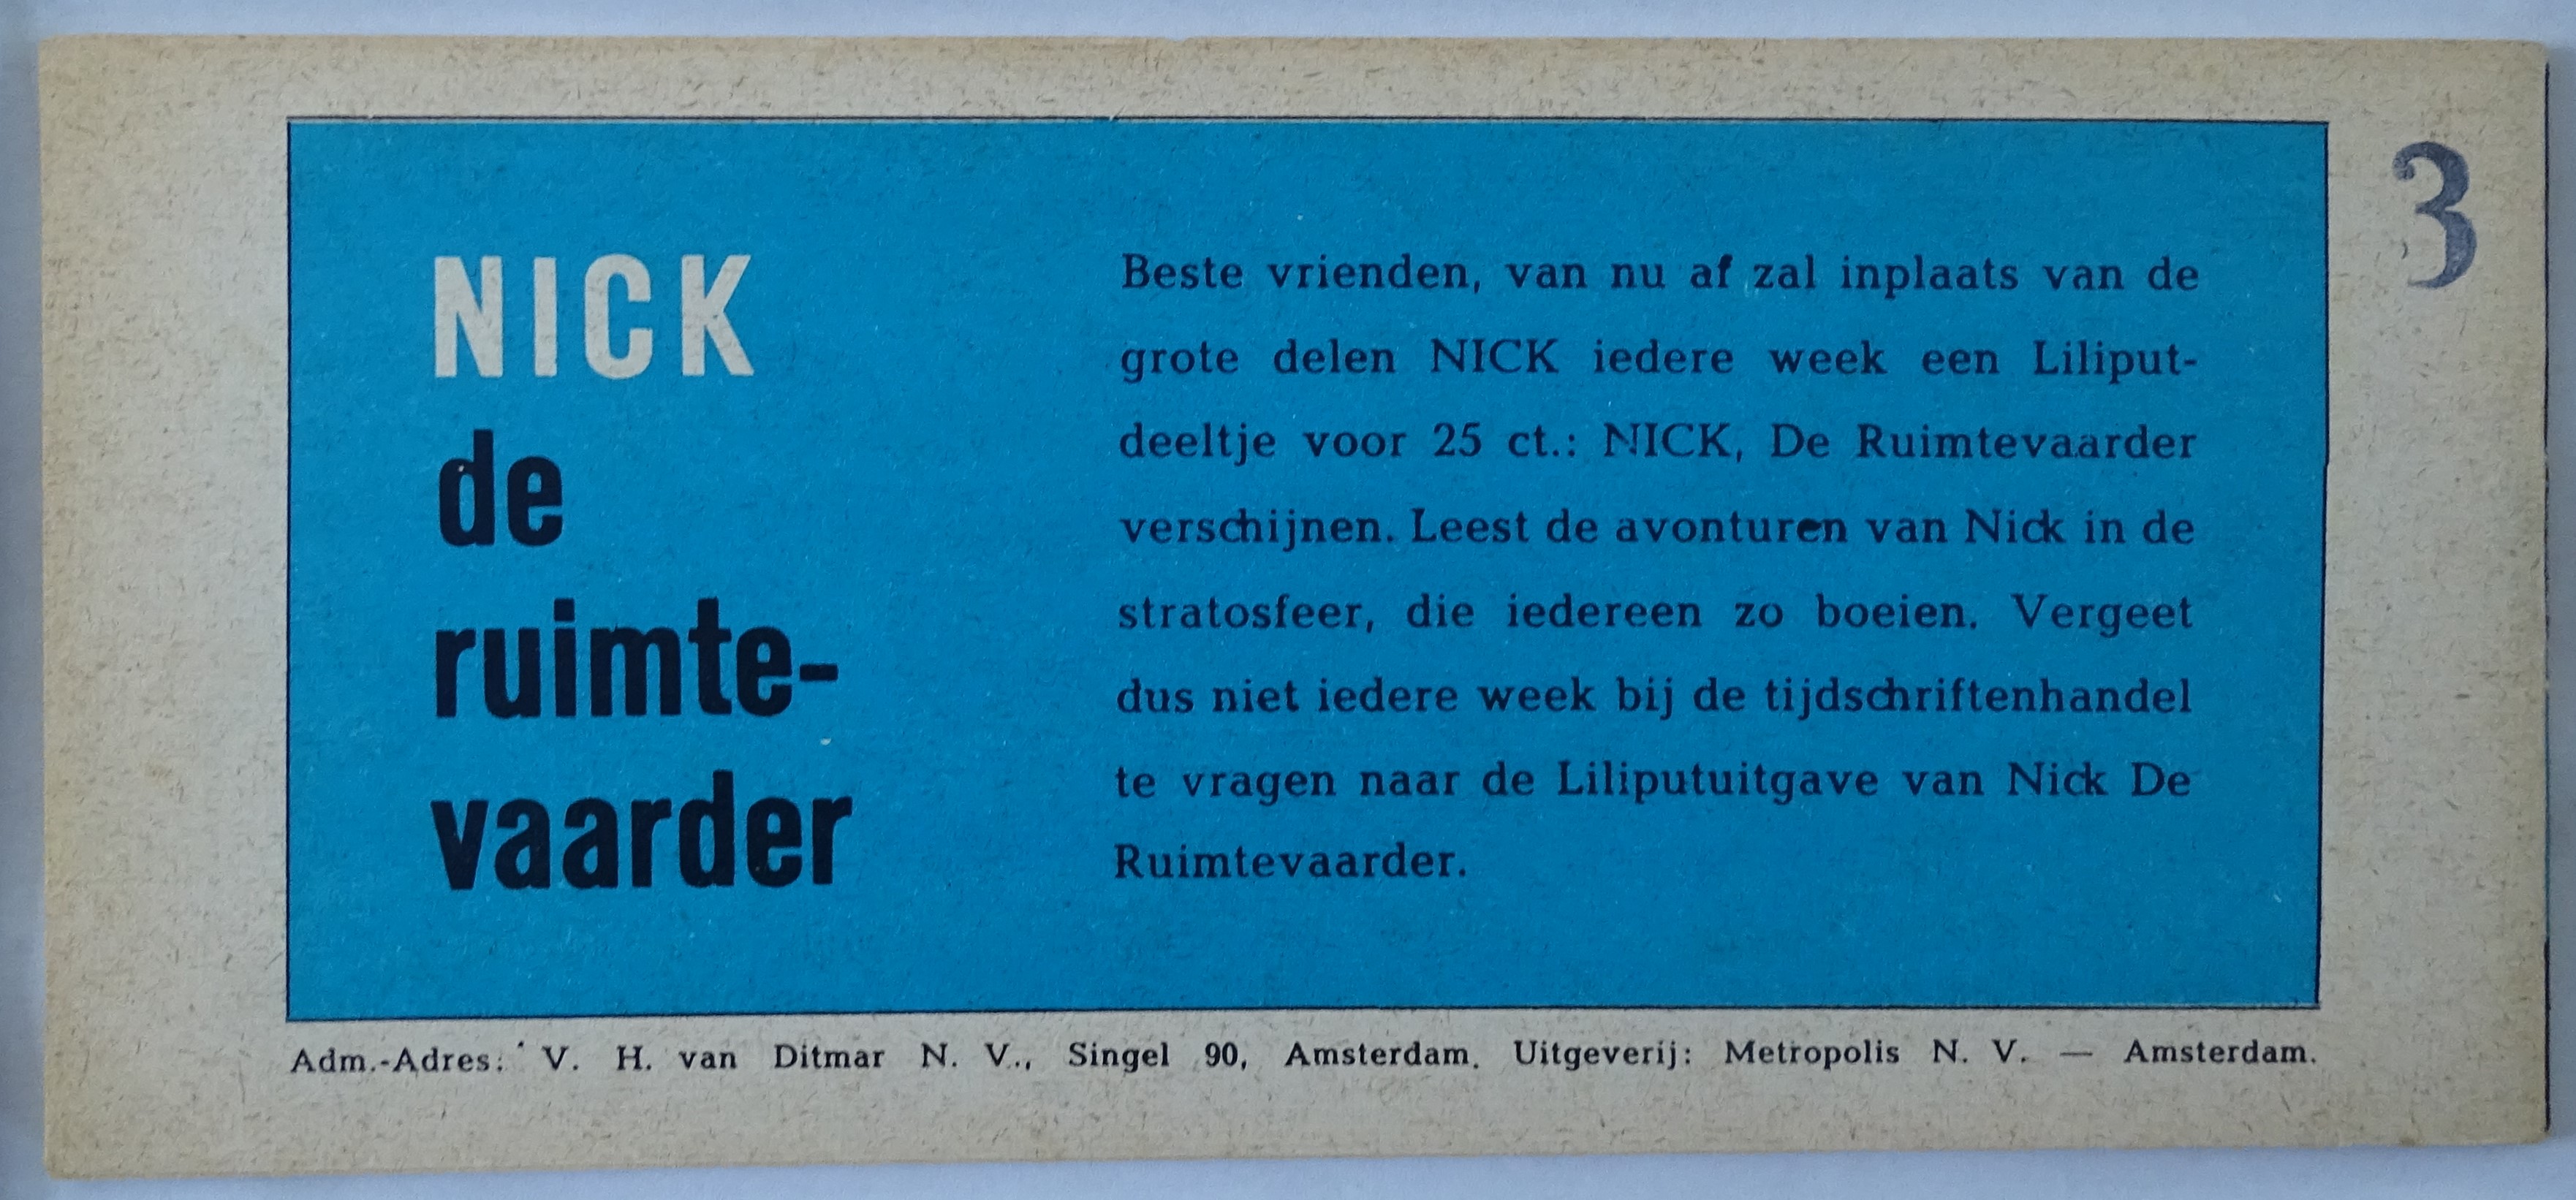 NICK
de
ruimte-
vaarder
Beste vrienden, van nu af zal inplaats van de
grote delen NICK iedere week een Liliput-
deeltje voor 25 ct.: NICK, De Ruimtevaarder
verschijnen. Leest de avonturen van Nick in de
stratosfeer, die iedereen zo boeien. Vergeet
dus niet iedere week bij de tijdschriftenhandel
te vragen naar de Liliputuitgave van Nick De
Ruimtevaarder.
3
Adm.-Adres: V. H. van Ditmar N. V., Singel 90, Amsterdam. Uitgeverij: Metropolis N. V. — Amsterdam.